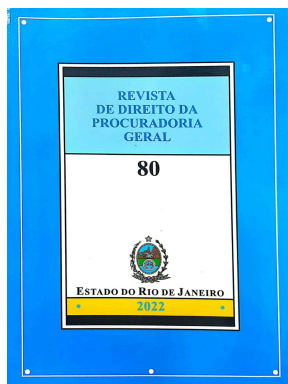 REVISTA
DE DIREITO DA
PROCURADORIA
GERAL
80
ESTADO DO RIO DE JANEIRO
2022